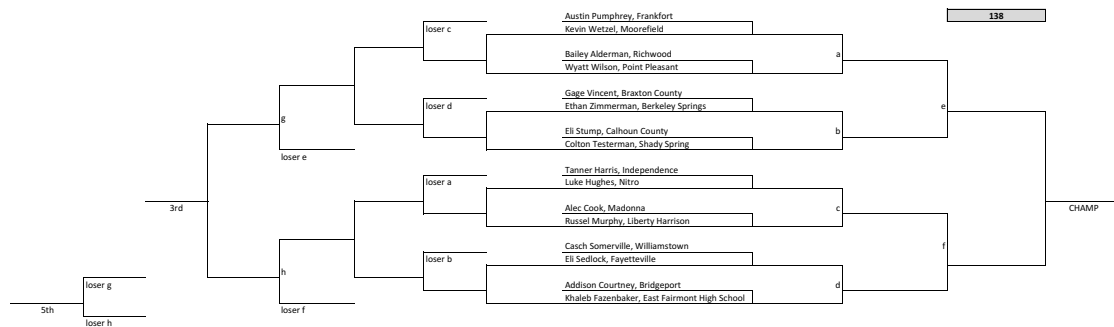 Austin Pumphrey, Frankfort
138
loser c
Kevin Wetzel, Moorefield
Bailey Alderman, Richwood
a
Wyatt Wilson, Point Pleasant
Gage Vincent, Braxton County
loser d
Ethan Zimmerman, Berkeley Springs
e
g
Eli Stump, Calhoun County
b
Colton Testerman, Shady Spring
loser e
Tanner Harris, Independence
loser a
Luke Hughes, Nitro
3rd
Alec Cook, Madonna
c
CHAMP
Russel Murphy, Liberty Harrison
Casch Somerville, Williamstown
f
loser b
Eli Sedlock, Fayetteville
h
loser g
Addison Courtney, Bridgeport
d
Khaleb Fazenbaker, East Fairmont High School
5th
loser f
loser h